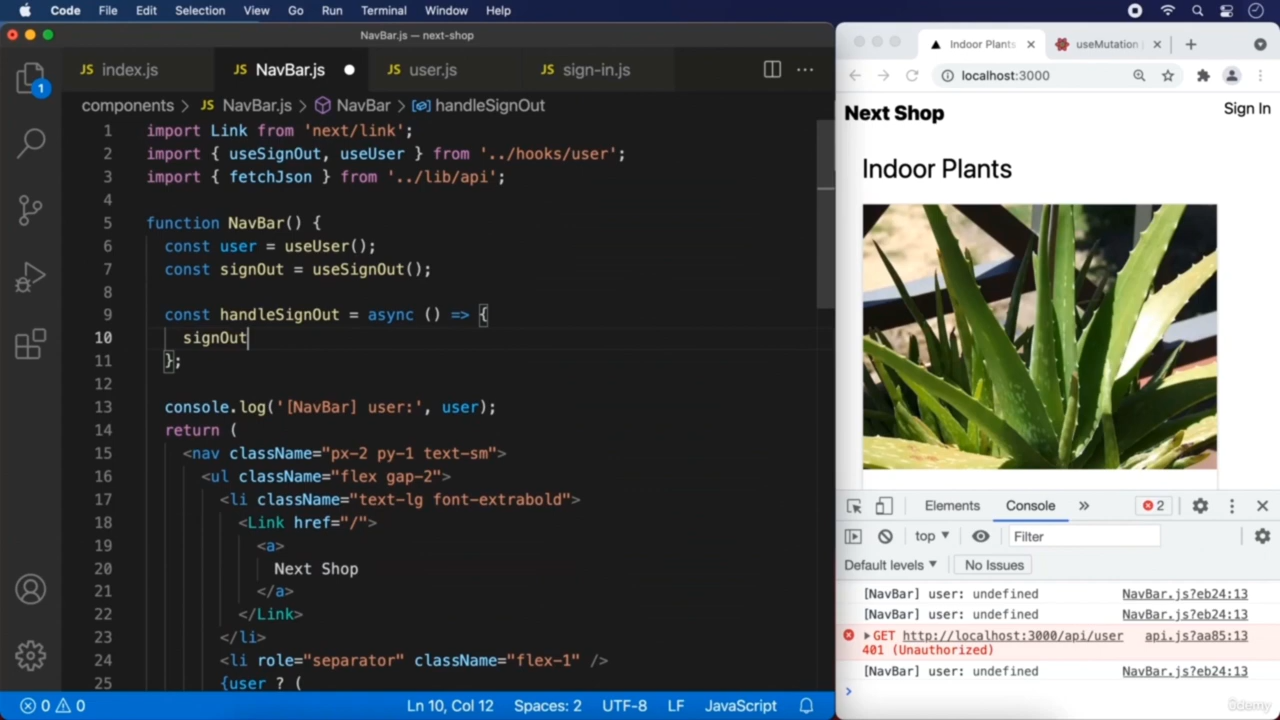 Code File Edit Selection View Go Run Terminal Window Help
NavBar.js — next-shop
JS index.js JS NavBar.js JS user.js JS sign-in.js
1
components > JS NavBar.js > NavBar > handleSignOut
1 import Link from 'next/link';
2 import { useSignOut, useUser } from '../hooks/user';
3 import { fetchJson } from '../lib/api';
4
5 function NavBar() {
6 const user = useUser();
7 const signOut = useSignOut();
8
9 const handleSignOut = async () => {
10 signOut
11 };
12
13 console.log('[NavBar] user:', user);
14 return (
15 <nav className="px-2 py-1 text-sm">
16 <ul className="flex gap-2">
17 <li className="text-lg font-extrabold">
18 <Link href="/">
19 <a>
20 Next Shop
21 </a>
22 </Link>
23 </li>
24 <li role="separator" className="flex-1" />
25 {user ? (
0 0 Ln 10, Col 12 Spaces: 2 UTF-8 LF JavaScript
Indoor Plants useMutation
localhost:3000
Next Shop Sign In
Indoor Plants
Elements Console » 2
top Filter
Default levels No Issues
[NavBar] user: undefined NavBar.js?eb24:13
[NavBar] user: undefined NavBar.js?eb24:13
GET http://localhost:3000/api/user api.js?aa85:13
401 (Unauthorized)
[NavBar] user: undefined NavBar.js?eb24:13
>
ûdemy